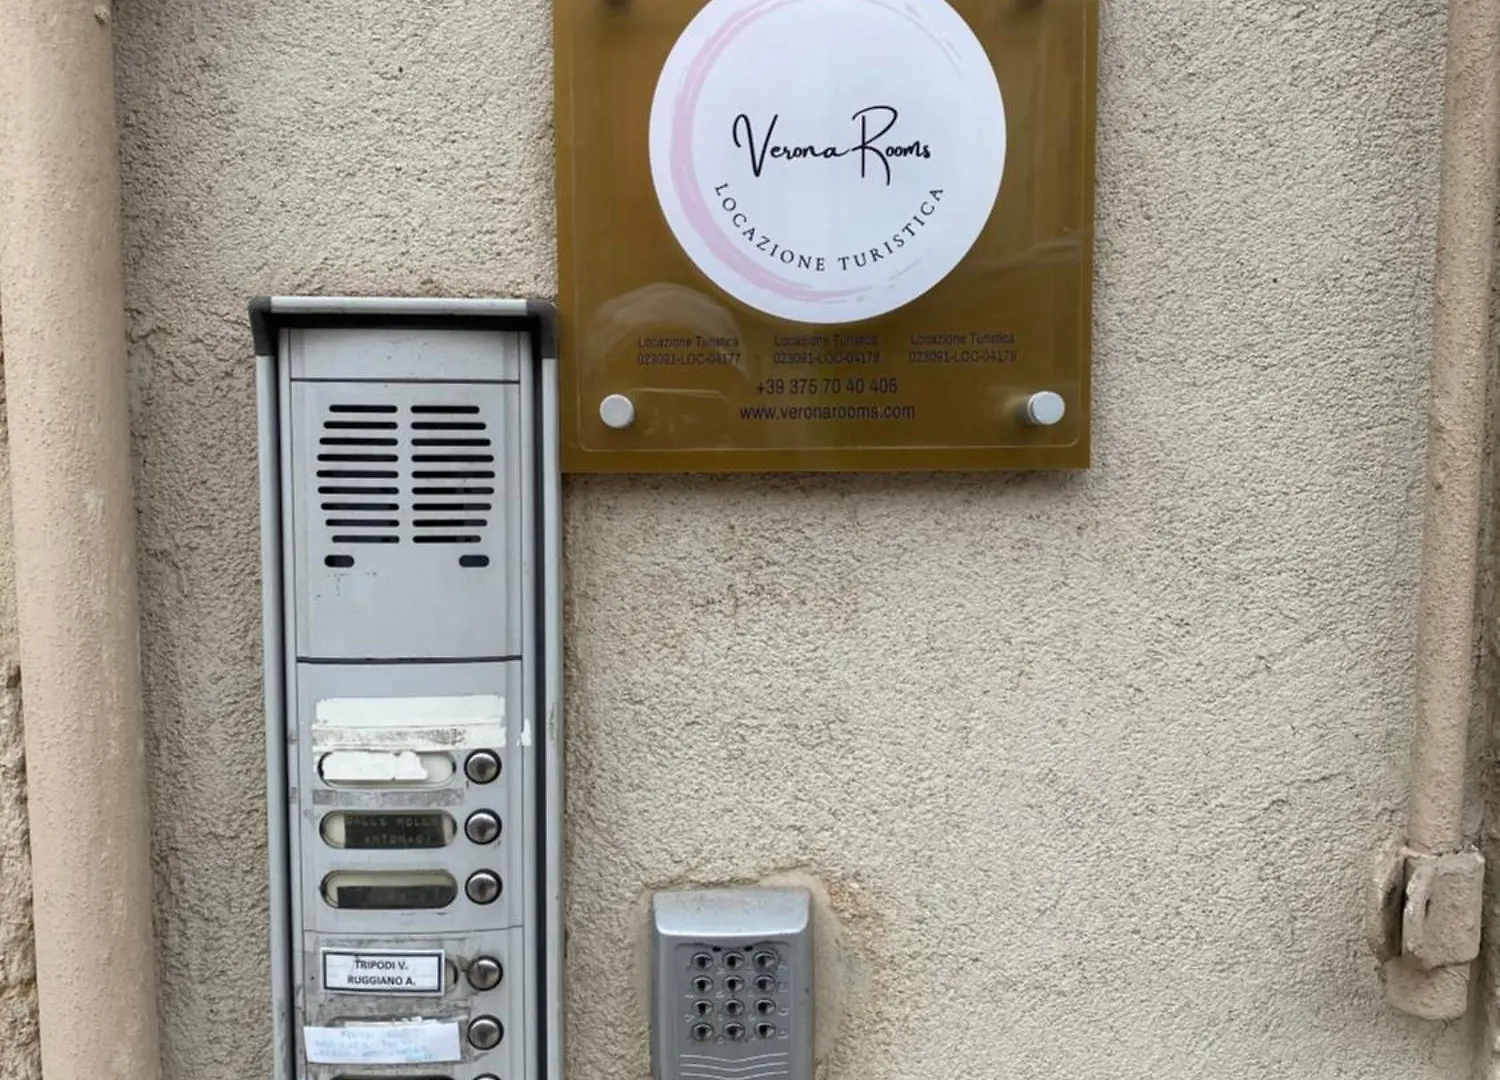 Verona Rooms
LOCAZIONE TURISTICA
Locazione Turistica Locazione Turistica Locazione Turistica
023091-LOC-04177 023091-LOC-04178 023091-LOC-04179
+39 375 70 40 405
www.veronarooms.com
TRIPODI V.
RUGGIANO A.